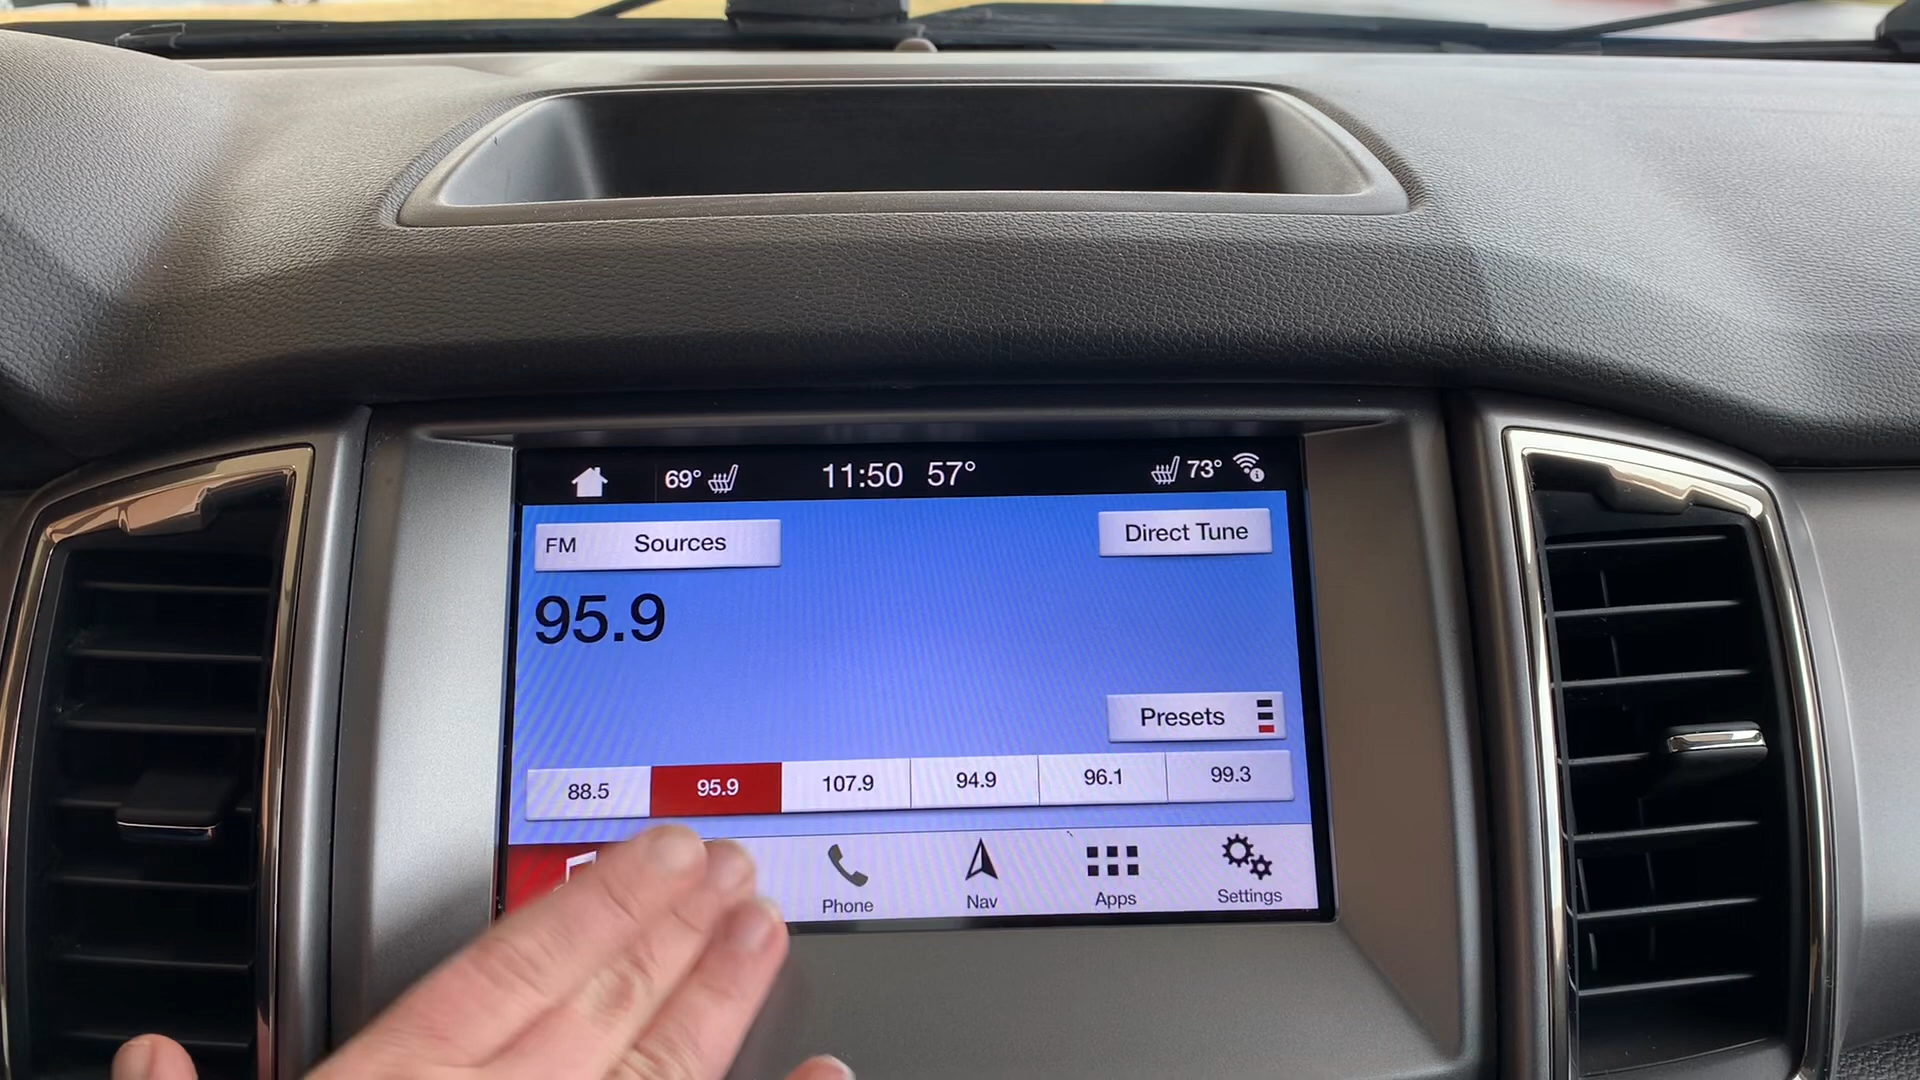 69° 11:50 57° 73°
FM Sources Direct Tune
95.9
Presets
88.5 95.9 107.9 94.9 96.1 99.3
Phone Nav Apps Settings